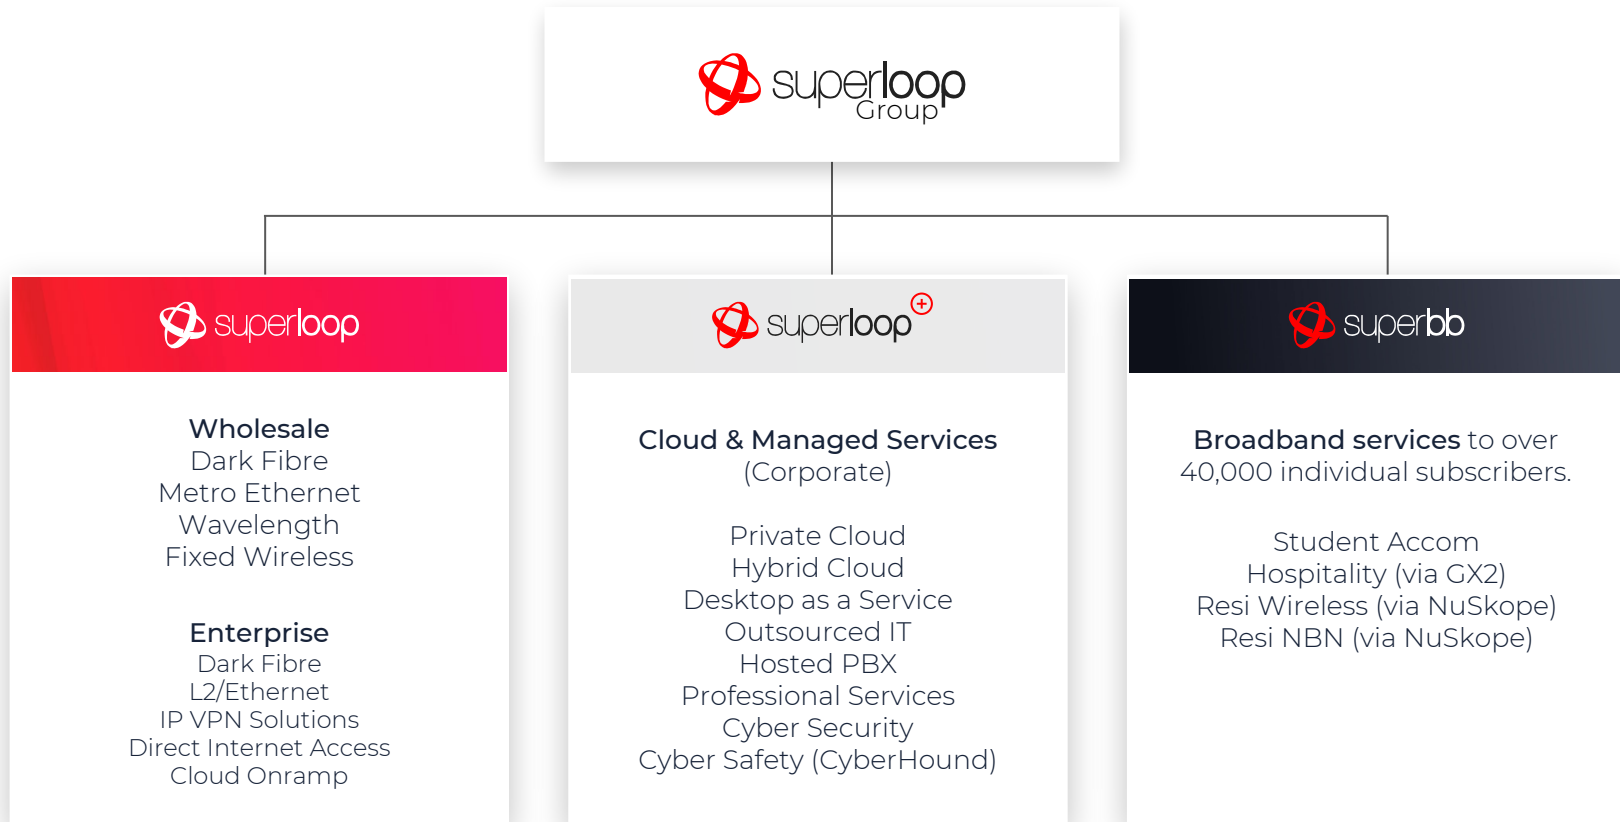 superloop
Group
superloop
Wholesale
Dark Fibre
Metro Ethernet
Wavelength
Fixed Wireless
Enterprise
Dark Fibre
L2/Ethernet
IP VPN Solutions
Direct Internet Access
Cloud Onramp
superloop+
Cloud & Managed Services
(Corporate)
Private Cloud
Hybrid Cloud
Desktop as a Service
Outsourced IT
Hosted PBX
Professional Services
Cyber Security
Cyber Safety (CyberHound)
superbb
Broadband services to over
40,000 individual subscribers.
Student Accom
Hospitality (via GX2)
Resi Wireless (via NuSkope)
Resi NBN (via NuSkope)